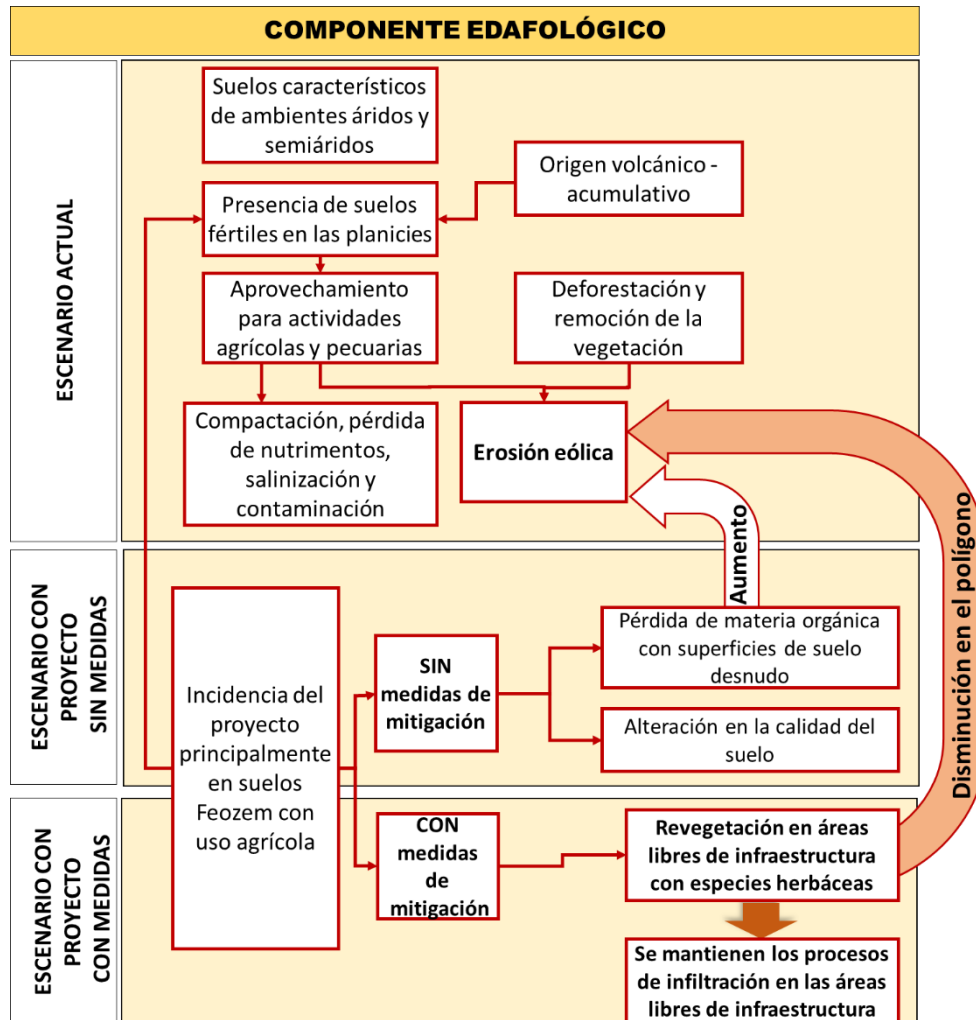 COMPONENTE EDAFOLÓGICO
ESCENARIO ACTUAL
Suelos característicos
de ambientes áridos y
semiáridos
Origen volcánico -
acumulativo
Presencia de suelos
fértiles en las planicies
Aprovechamiento
para actividades
agrícolas y pecuarias
Deforestación y
remoción de la
vegetación
Compactación, pérdida
de nutrimentos,
salinización y
contaminación
Erosión eólica
Aumento
Disminución en el polígono
ESCENARIO CON
PROYECTO
SIN MEDIDAS
Incidencia del
proyecto
principalmente
en suelos
Feozem con
uso agrícola
SIN
medidas de
mitigación
Pérdida de materia orgánica
con superficies de suelo
desnudo
Alteración en la calidad del
suelo
ESCENARIO CON
PROYECTO
CON MEDIDAS
CON
medidas
de
mitigación
Revegetación en áreas
libres de infraestructura
con especies herbáceas
Se mantienen los procesos
de infiltración en las áreas
libres de infraestructura